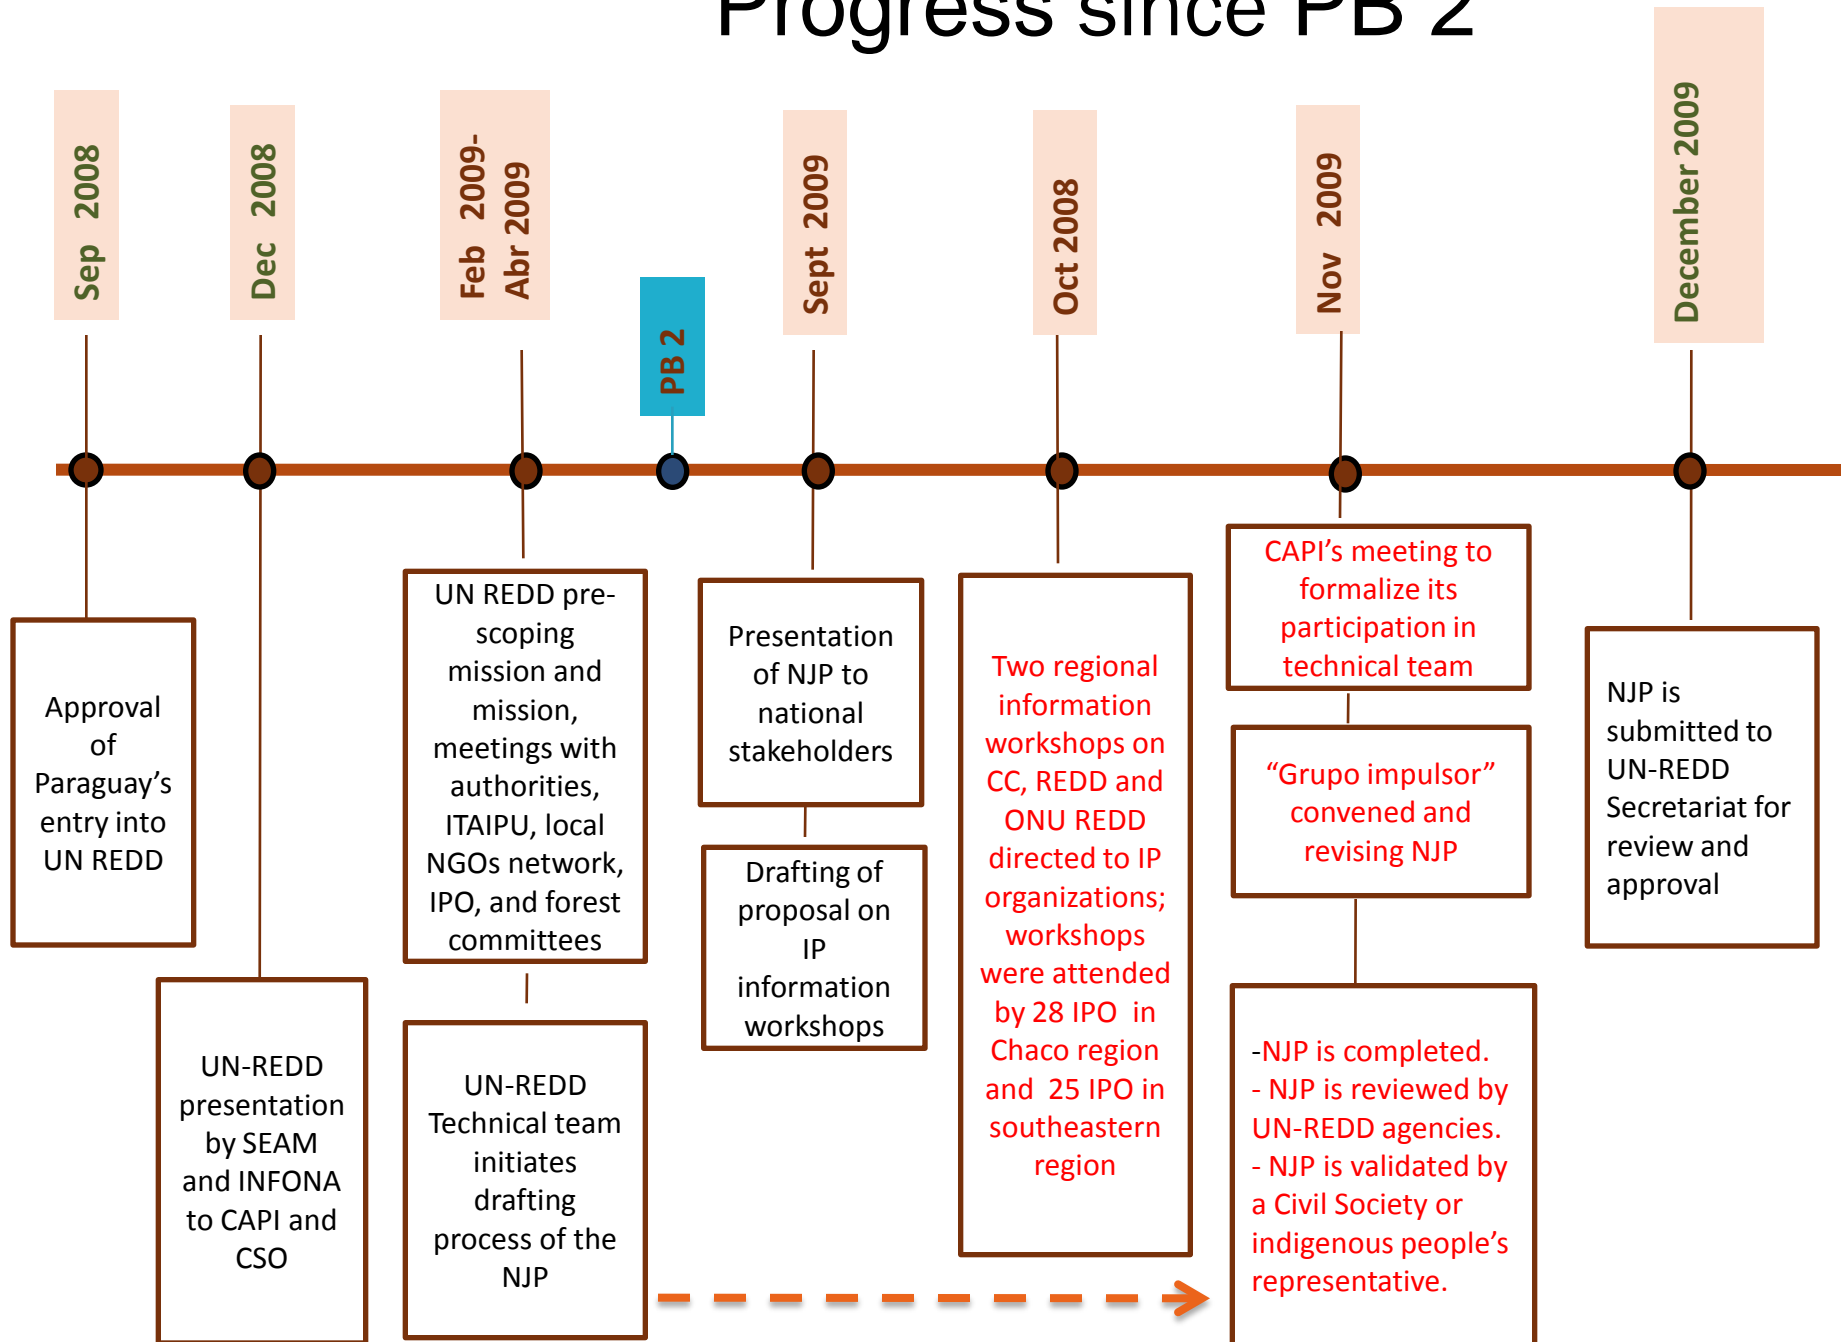 Progress since PB 2
Sep 2008
Dec 2008
Feb 2009-
Abr 2009
PB 2
Sept 2009
Oct 2008
Nov 2009
December 2009
Approval
of
Paraguay’s
entry into
UN REDD
UN-REDD
presentation
by SEAM
and INFONA
to CAPI and
CSO
UN REDD pre-
scoping
mission and
mission,
meetings with
authorities,
ITAIPU, local
NGOs network,
IPO, and forest
committees
UN-REDD
Technical team
initiates
drafting
process of the
NJP
Presentation
of NJP to
national
stakeholders
Drafting of
proposal on
IP
information
workshops
Two regional
information
workshops on
CC, REDD and
ONU REDD
directed to IP
organizations;
workshops
were attended
by 28 IPO in
Chaco region
and 25 IPO in
southeastern
region
CAPI’s meeting to
formalize its
participation in
technical team
“Grupo impulsor”
convened and
revising NJP
-NJP is completed.
- NJP is reviewed by
UN-REDD agencies.
- NJP is validated by
a Civil Society or
indigenous people’s
representative.
NJP is
submitted to
UN-REDD
Secretariat for
review and
approval